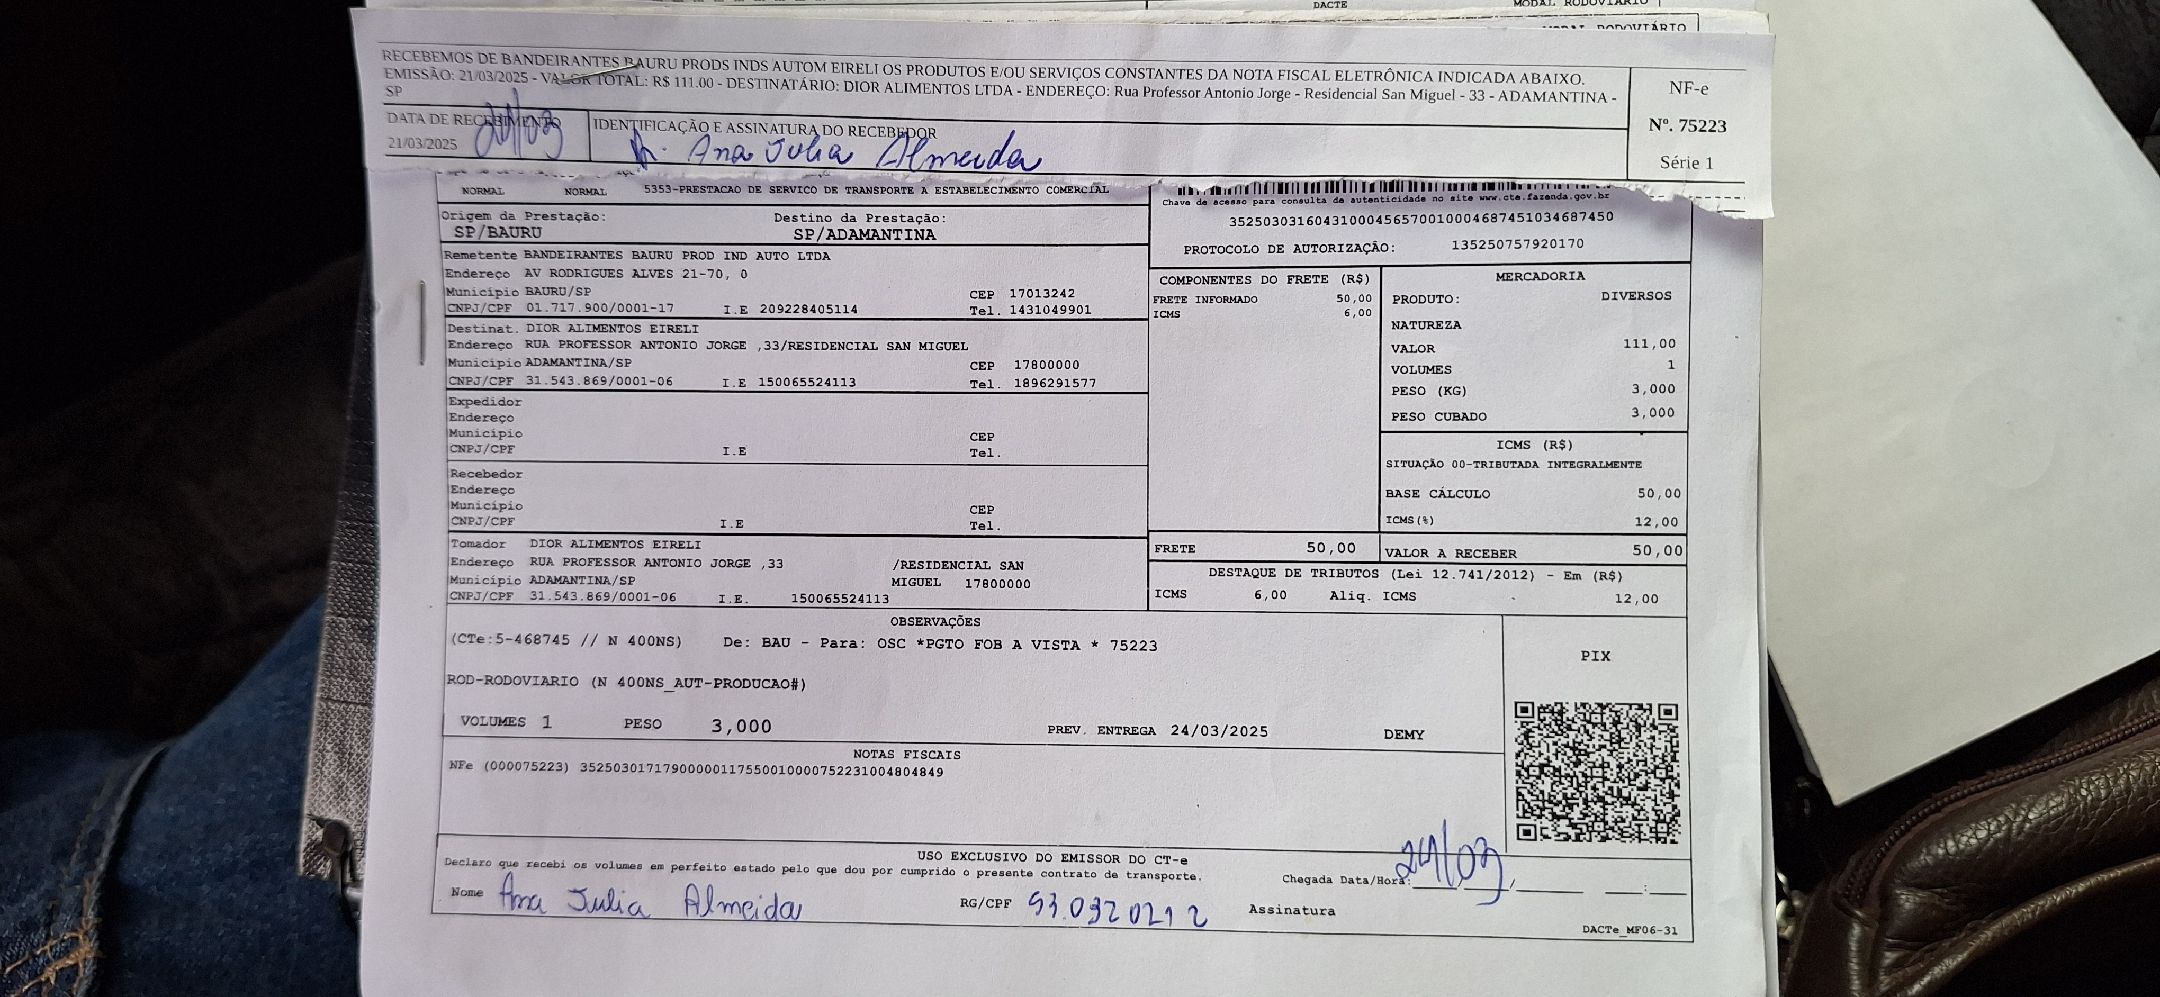 DACTE
MODAL RODOVIÁRIO
MODAL RODOVIÁRIO
RECEBEMOS DE BANDEIRANTES BAURU PRODS INDS AUTOM EIRELI OS PRODUTOS E/OU SERVIÇOS CONSTANTES DA NOTA FISCAL ELETRÔNICA INDICADA ABAIXO.
EMISSÃO: 21/03/2025 - VALOR TOTAL: R$ 111.00 - DESTINATÁRIO: DIOR ALIMENTOS LTDA - ENDEREÇO: Rua Professor Antonio Jorge - Residencial San Miguel - 33 - ADAMANTINA -
SP
NF-e
Nº. 75223
Série 1
DATA DE RECEBIMENTO
21/03/2025
24/03
IDENTIFICAÇÃO E ASSINATURA DO RECEBEDOR
Ana Julia Almeida
NORMAL NORMAL 5353-PRESTACAO DE SERVICO DE TRANSPORTE A ESTABELECIMENTO COMERCIAL
Chave de acesso para consulta de autenticidade no site www.cte.fazenda.gov.br
35250303160431000456570010004687451034687450
PROTOCOLO DE AUTORIZAÇÃO: 135250757920170
Origem da Prestação: Destino da Prestação:
SP/BAURU SP/ADAMANTINA
Remetente BANDEIRANTES BAURU PROD IND AUTO LTDA
Endereço AV RODRIGUES ALVES 21-70, 0
Município BAURU/SP CEP 17013242
CNPJ/CPF 01.717.900/0001-17 I.E 209228405114 Tel. 1431049901
Destinat. DIOR ALIMENTOS EIRELI
Endereço RUA PROFESSOR ANTONIO JORGE ,33/RESIDENCIAL SAN MIGUEL
Município ADAMANTINA/SP CEP 17800000
CNPJ/CPF 31.543.869/0001-06 I.E 150065524113 Tel. 1896291577
Expedidor
Endereço
Município CEP
CNPJ/CPF I.E Tel.
Recebedor
Endereço
Município CEP
CNPJ/CPF I.E Tel.
Tomador DIOR ALIMENTOS EIRELI
Endereço RUA PROFESSOR ANTONIO JORGE ,33 /RESIDENCIAL SAN
Município ADAMANTINA/SP MIGUEL 17800000
CNPJ/CPF 31.543.869/0001-06 I.E. 150065524113
COMPONENTES DO FRETE (R$)
FRETE INFORMADO 50,00
ICMS 6,00
MERCADORIA
PRODUTO: DIVERSOS
NATUREZA
VALOR 111,00
VOLUMES 1
PESO (KG) 3,000
PESO CUBADO 3,000
ICMS (R$)
SITUAÇÃO 00-TRIBUTADA INTEGRALMENTE
BASE CÁLCULO 50,00
ICMS(%) 12,00
FRETE 50,00 VALOR A RECEBER 50,00
DESTAQUE DE TRIBUTOS (Lei 12.741/2012) - Em (R$)
ICMS 6,00 Aliq. ICMS 12,00
OBSERVAÇÕES
(CTe:5-468745 // N 400NS) De: BAU - Para: OSC *PGTO FOB A VISTA * 75223
ROD-RODOVIARIO (N 400NS_AUT-PRODUCAO#)
VOLUMES 1 PESO 3,000 PREV. ENTREGA 24/03/2025 DEMY
PIX
NOTAS FISCAIS
NFe (000075223) 35250301717900000117550010000752231004804849
USO EXCLUSIVO DO EMISSOR DO CT-e
Declaro que recebi os volumes em perfeito estado pelo que dou por cumprido o presente contrato de transporte.
Chegada Data/Hora: 24/03
Nome Ana Julia Almeida RG/CPF 53.0320212 Assinatura
DACTe_MF06-31